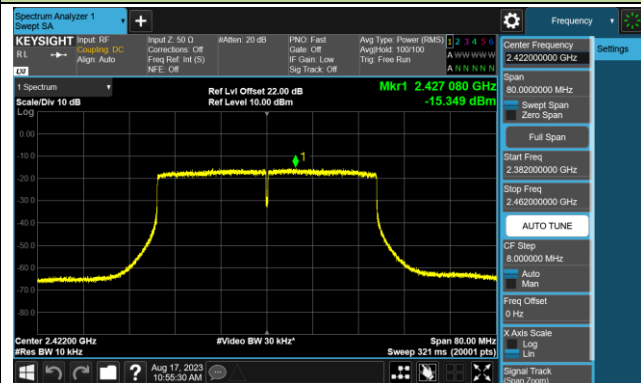 Spectrum Analyzer 1
Swept SA
Frequency
KEYSIGHT
Input: RF
Input Z: 50 Ω
#Atten: 20 dB
PNO: Fast
Avg Type: Power (RMS)
1 2 3 4 5 6
RL
Coupling: DC
Corrections: Off
Gate: Off
Avg|Hold: 100/100
A W W W W W
Align: Auto
Freq Ref: Int (S)
IF Gain: Low
Trig: Free Run
NFE: Off
Sig Track: Off
A N N N N N
LXI
1 Spectrum
Ref Lvl Offset 22.00 dB
Mkr1 2.427 080 GHz
Scale/Div 10 dB
Ref Level 10.00 dBm
-15.349 dBm
Log
0.00
-10.0
-20.0
-30.0
-40.0
-50.0
-60.0
-70.0
-80.0
1
Center 2.42200 GHz
#Video BW 30 kHz*
Span 80.00 MHz
#Res BW 10 kHz
Sweep 321 ms (20001 pts)
Aug 17, 2023
10:55:30 AM
Center Frequency
2.422000000 GHz
Settings
Span
80.0000000 MHz
Swept Span
Zero Span
Full Span
Start Freq
2.382000000 GHz
Stop Freq
2.462000000 GHz
AUTO TUNE
CF Step
8.000000 MHz
Auto
Man
Freq Offset
0 Hz
X Axis Scale
Log
Lin
Signal Track
(Span Zoom)